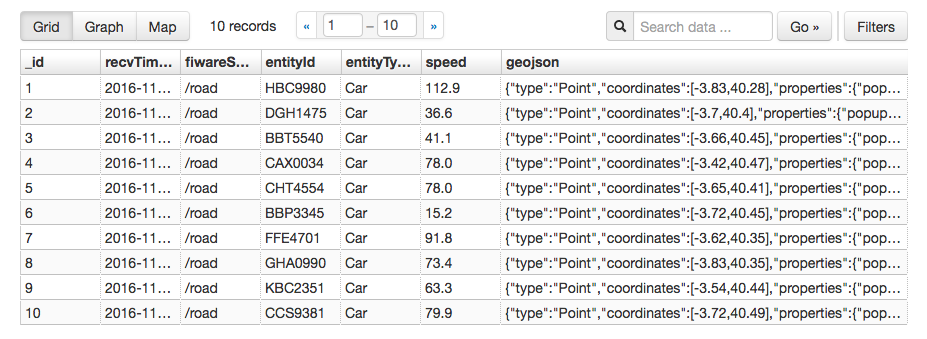 Grid Graph Map 10 records « 1 – 10 » Search data ... Go » Filters
_id recvTim... fiwareS... entityId entityTy... speed geojson
1 2016-11... /road HBC9980 Car 112.9 {"type":"Point","coordinates":[-3.83,40.28],"properties":{"pop...
2 2016-11... /road DGH1475 Car 36.6 {"type":"Point","coordinates":[-3.7,40.4],"properties":{"popup...
3 2016-11... /road BBT5540 Car 41.1 {"type":"Point","coordinates":[-3.66,40.45],"properties":{"pop...
4 2016-11... /road CAX0034 Car 78.0 {"type":"Point","coordinates":[-3.42,40.47],"properties":{"pop...
5 2016-11... /road CHT4554 Car 78.0 {"type":"Point","coordinates":[-3.65,40.41],"properties":{"pop...
6 2016-11... /road BBP3345 Car 15.2 {"type":"Point","coordinates":[-3.72,40.45],"properties":{"pop...
7 2016-11... /road FFE4701 Car 91.8 {"type":"Point","coordinates":[-3.62,40.35],"properties":{"pop...
8 2016-11... /road GHA0990 Car 73.4 {"type":"Point","coordinates":[-3.83,40.35],"properties":{"pop...
9 2016-11... /road KBC2351 Car 63.3 {"type":"Point","coordinates":[-3.54,40.44],"properties":{"pop...
10 2016-11... /road CCS9381 Car 79.9 {"type":"Point","coordinates":[-3.72,40.49],"properties":{"pop...